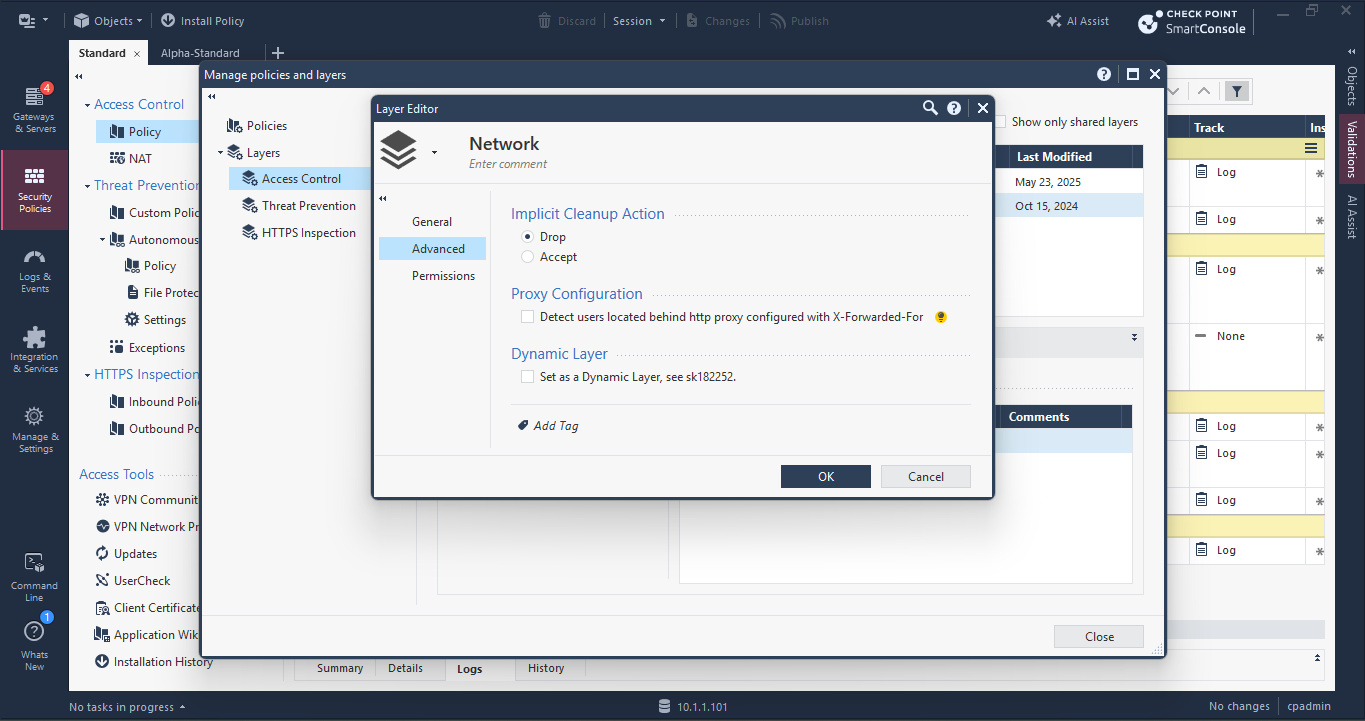 Objects
Install Policy
Discard
Session
Changes
Publish
AI Assist
CHECK POINT
SmartConsole
Standard
Alpha-Standard
4
Gateways
& Servers
Security
Policies
Logs &
Events
Integration
& Services
Manage &
Settings
Command
Line
1
Whats
New
Access Control
Policy
NAT
Threat Prevention
Custom Polic
Autonomous
Policy
File Protec
Settings
Exceptions
HTTPS Inspection
Inbound Poli
Outbound Po
Access Tools
VPN Communit
VPN Network Pr
Updates
UserCheck
Client Certificate
Application Wik
Installation History
Manage policies and layers
Policies
Layers
Access Control
Threat Prevention
HTTPS Inspection
Show only shared layers
Last Modified
May 23, 2025
Oct 15, 2024
Comments
Close
Layer Editor
Network
Enter comment
General
Advanced
Permissions
Implicit Cleanup Action
Drop
Accept
Proxy Configuration
Detect users located behind http proxy configured with X-Forwarded-For
Dynamic Layer
Set as a Dynamic Layer, see sk182252.
Add Tag
OK
Cancel
Track
Ins
Log
Log
Log
None
Log
Log
Log
Log
Objects
Validations
AI Assist
Summary
Details
Logs
History
No tasks in progress
10.1.1.101
No changes
cpadmin